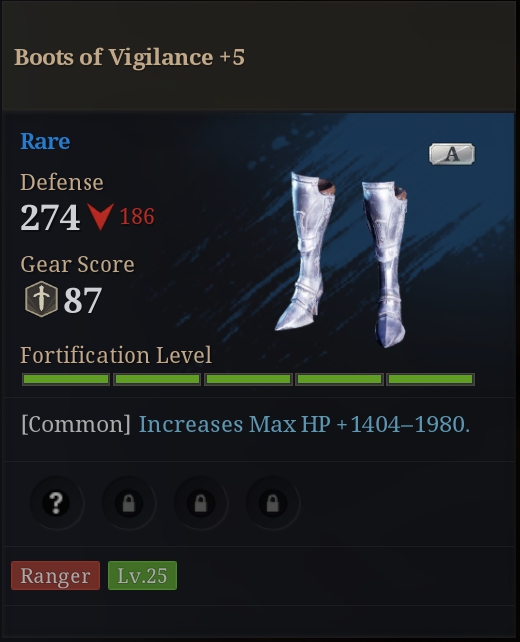 Boots of Vigilance +5
Rare
A
Defense
274 186
Gear Score
87
Fortification Level
[Common] Increases Max HP +1404–1980.
?
Ranger Lv.25